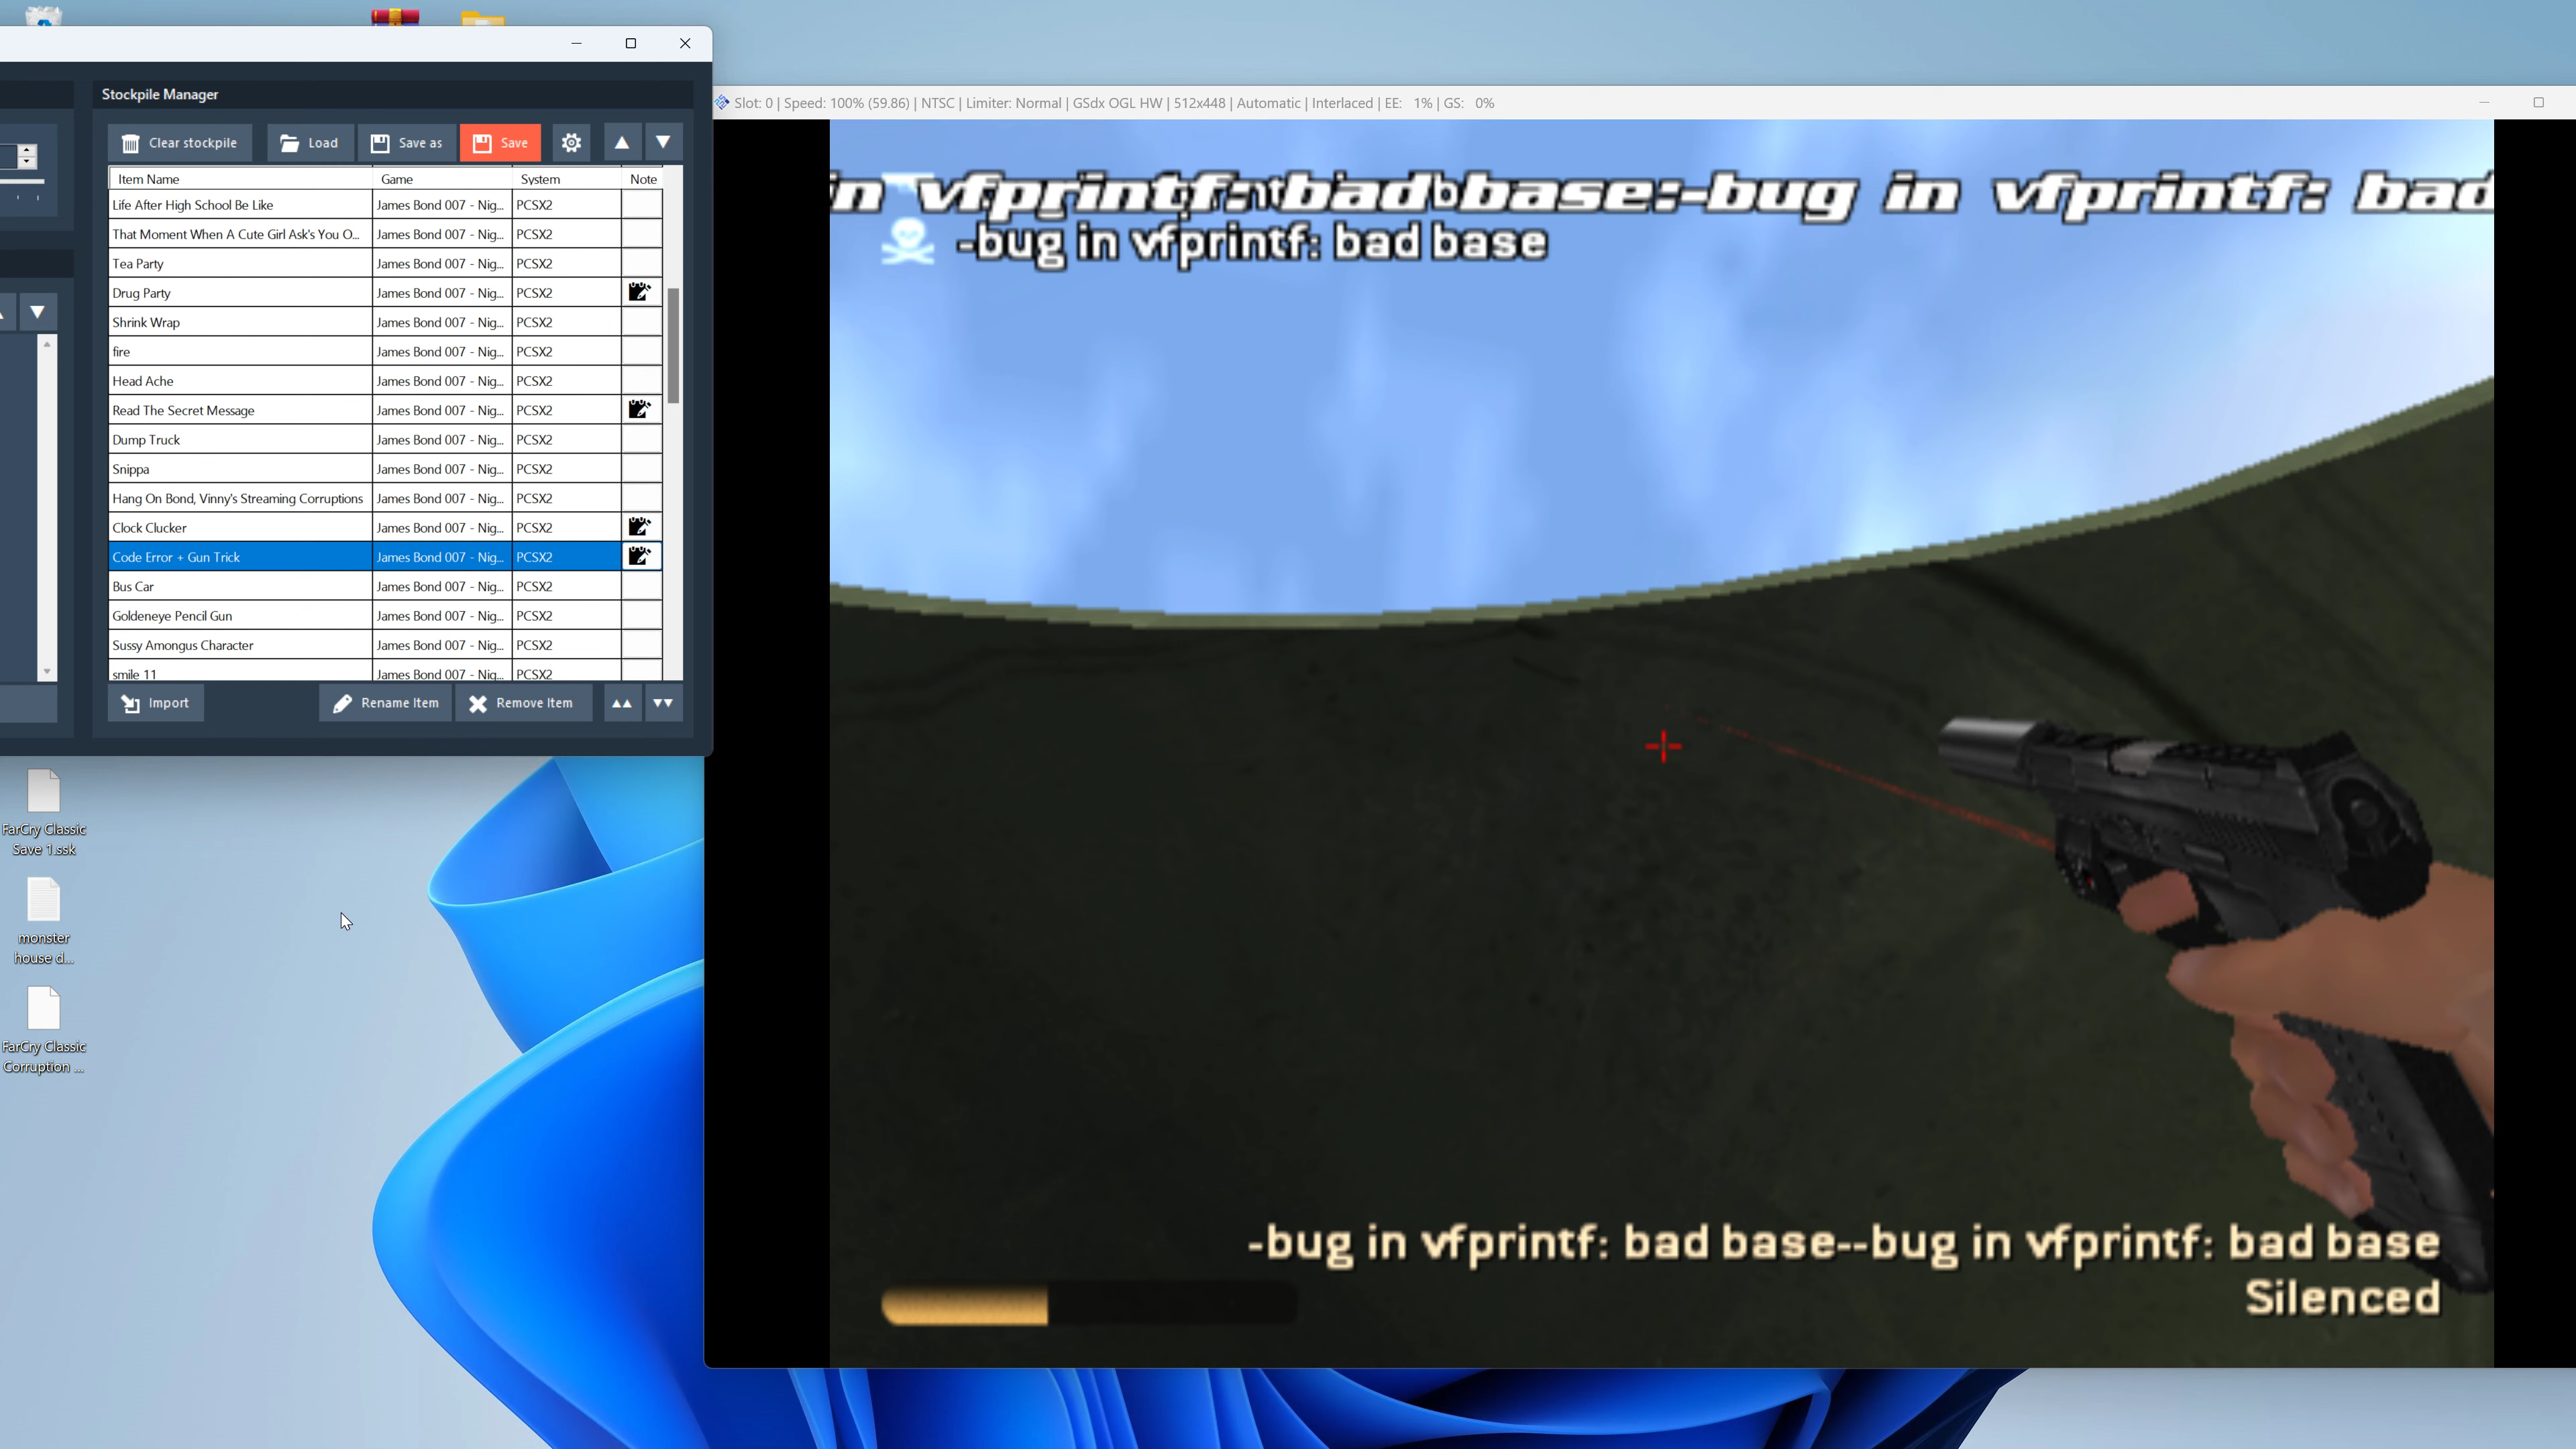 Stockpile Manager
Clear stockpile Load Save as Save
Item Name Game System Note
Life After High School Be Like James Bond 007 - Nig... PCSX2
That Moment When A Cute Girl Ask's You O... James Bond 007 - Nig... PCSX2
Tea Party James Bond 007 - Nig... PCSX2
Drug Party James Bond 007 - Nig... PCSX2
Shrink Wrap James Bond 007 - Nig... PCSX2
fire James Bond 007 - Nig... PCSX2
Head Ache James Bond 007 - Nig... PCSX2
Read The Secret Message James Bond 007 - Nig... PCSX2
Dump Truck James Bond 007 - Nig... PCSX2
Snippa James Bond 007 - Nig... PCSX2
Hang On Bond, Vinny's Streaming Corruptions James Bond 007 - Nig... PCSX2
Clock Clucker James Bond 007 - Nig... PCSX2
Code Error + Gun Trick James Bond 007 - Nig... PCSX2
Bus Car James Bond 007 - Nig... PCSX2
Goldeneye Pencil Gun James Bond 007 - Nig... PCSX2
Sussy Amongus Character James Bond 007 - Nig... PCSX2
smile 11 James Bond 007 - Nig... PCSX2
Import Rename Item Remove Item
FarCry Classic
Save 1.ssk
monster
house d...
FarCry Classic
Corruption ...
Slot: 0 | Speed: 100% (59.86) | NTSC | Limiter: Normal | GSdx OGL HW | 512x448 | Automatic | Interlaced | EE: 1% | GS: 0%
in vfprintf: bad base:-bug in vfprintf: bad
-bug in vfprintf: bad base
-bug in vfprintf: bad base--bug in vfprintf: bad base
Silenced